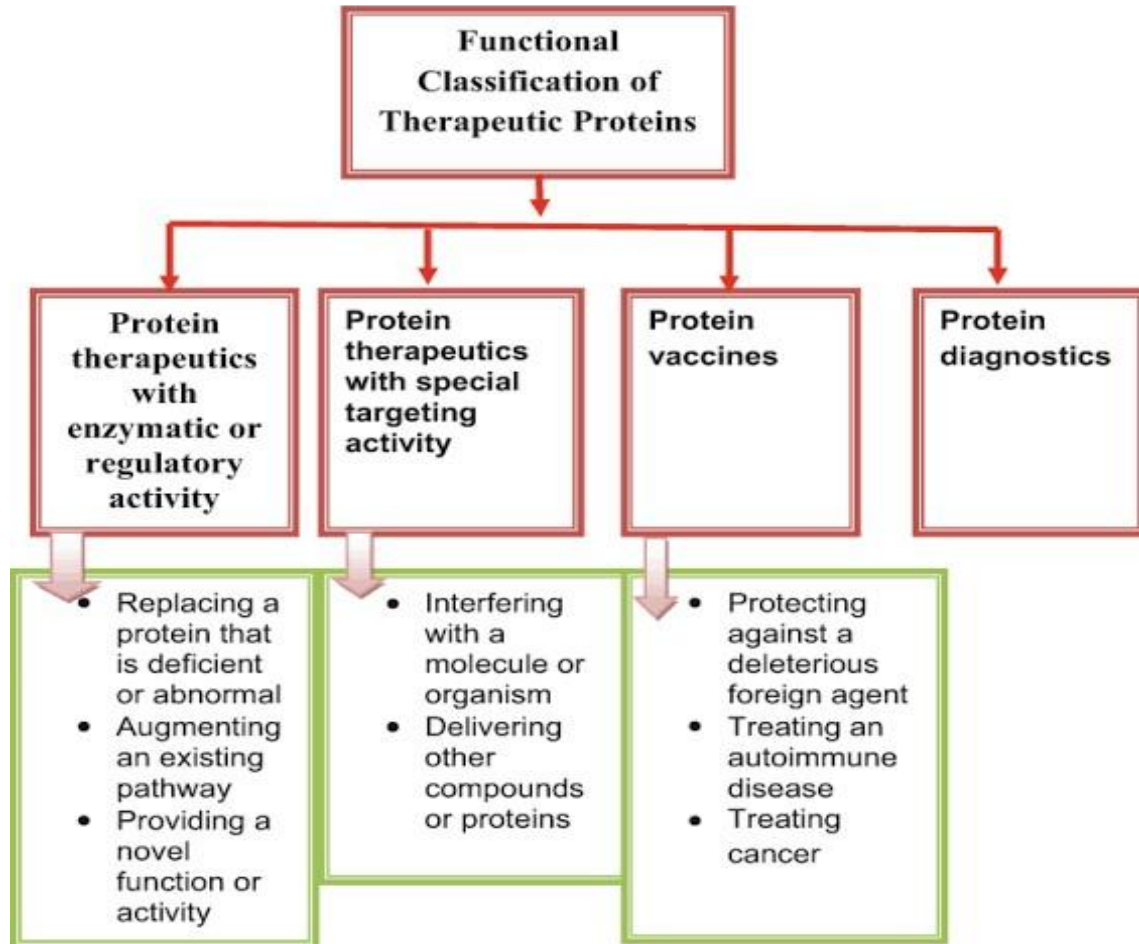 Functional
Classification of
Therapeutic Proteins
Protein
therapeutics
with
enzymatic or
regulatory
activity
Protein
therapeutics
with special
targeting
activity
Protein
vaccines
Protein
diagnostics
• Replacing a
protein that
is deficient
or abnormal
• Augmenting
an existing
pathway
• Providing a
novel
function or
activity
• Interfering
with a
molecule or
organism
• Delivering
other
compounds
or proteins
• Protecting
against a
deleterious
foreign agent
• Treating an
autoimmune
disease
• Treating
cancer